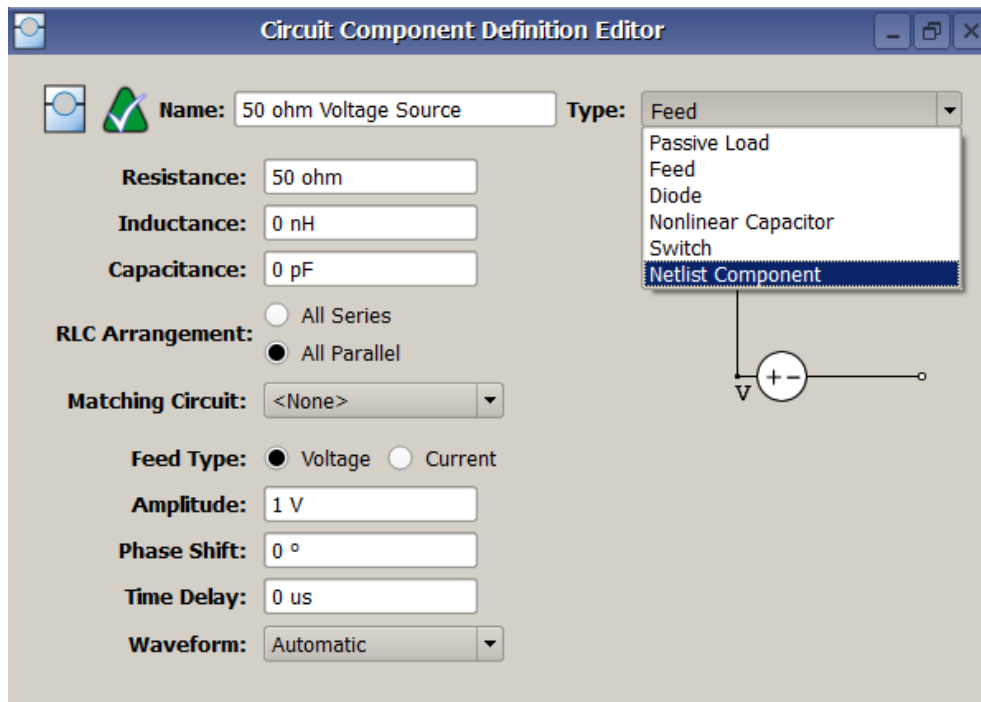 Circuit Component Definition Editor
Name: 50 ohm Voltage Source Type: Feed
Passive Load
Feed
Diode
Nonlinear Capacitor
Switch
Netlist Component
Resistance: 50 ohm
Inductance: 0 nH
Capacitance: 0 pF
RLC Arrangement:
All Series
All Parallel
Matching Circuit: <None>
Feed Type: Voltage Current
Amplitude: 1 V
Phase Shift: 0 º
Time Delay: 0 us
Waveform: Automatic
+ -
V